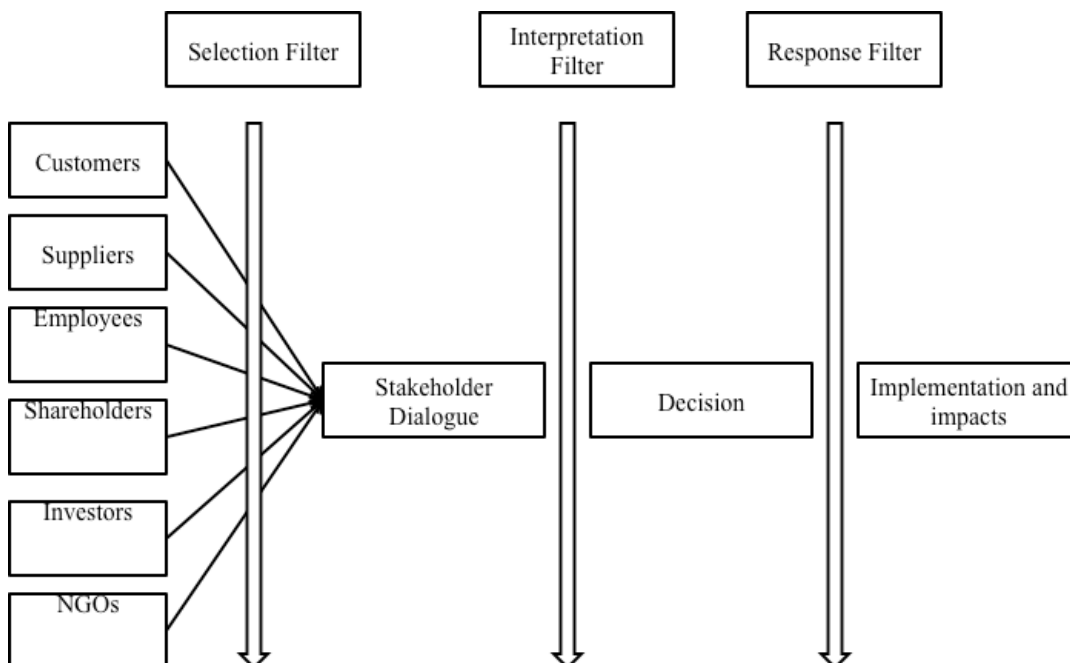 Selection Filter
Interpretation
Filter
Response Filter
Customers
Suppliers
Employees
Shareholders
Investors
NGOs
Stakeholder
Dialogue
Decision
Implementation and
impacts